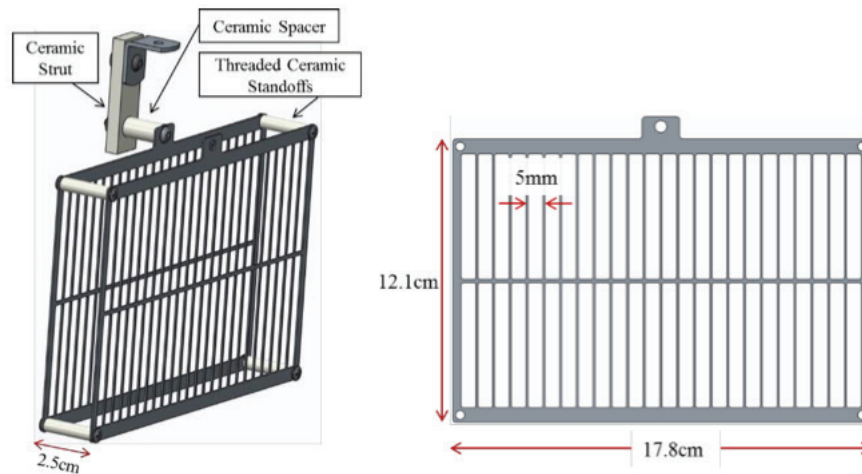 Ceramic Spacer
Ceramic
Strut
Threaded Ceramic
Standoffs
5mm
12.1cm
2.5cm
17.8cm